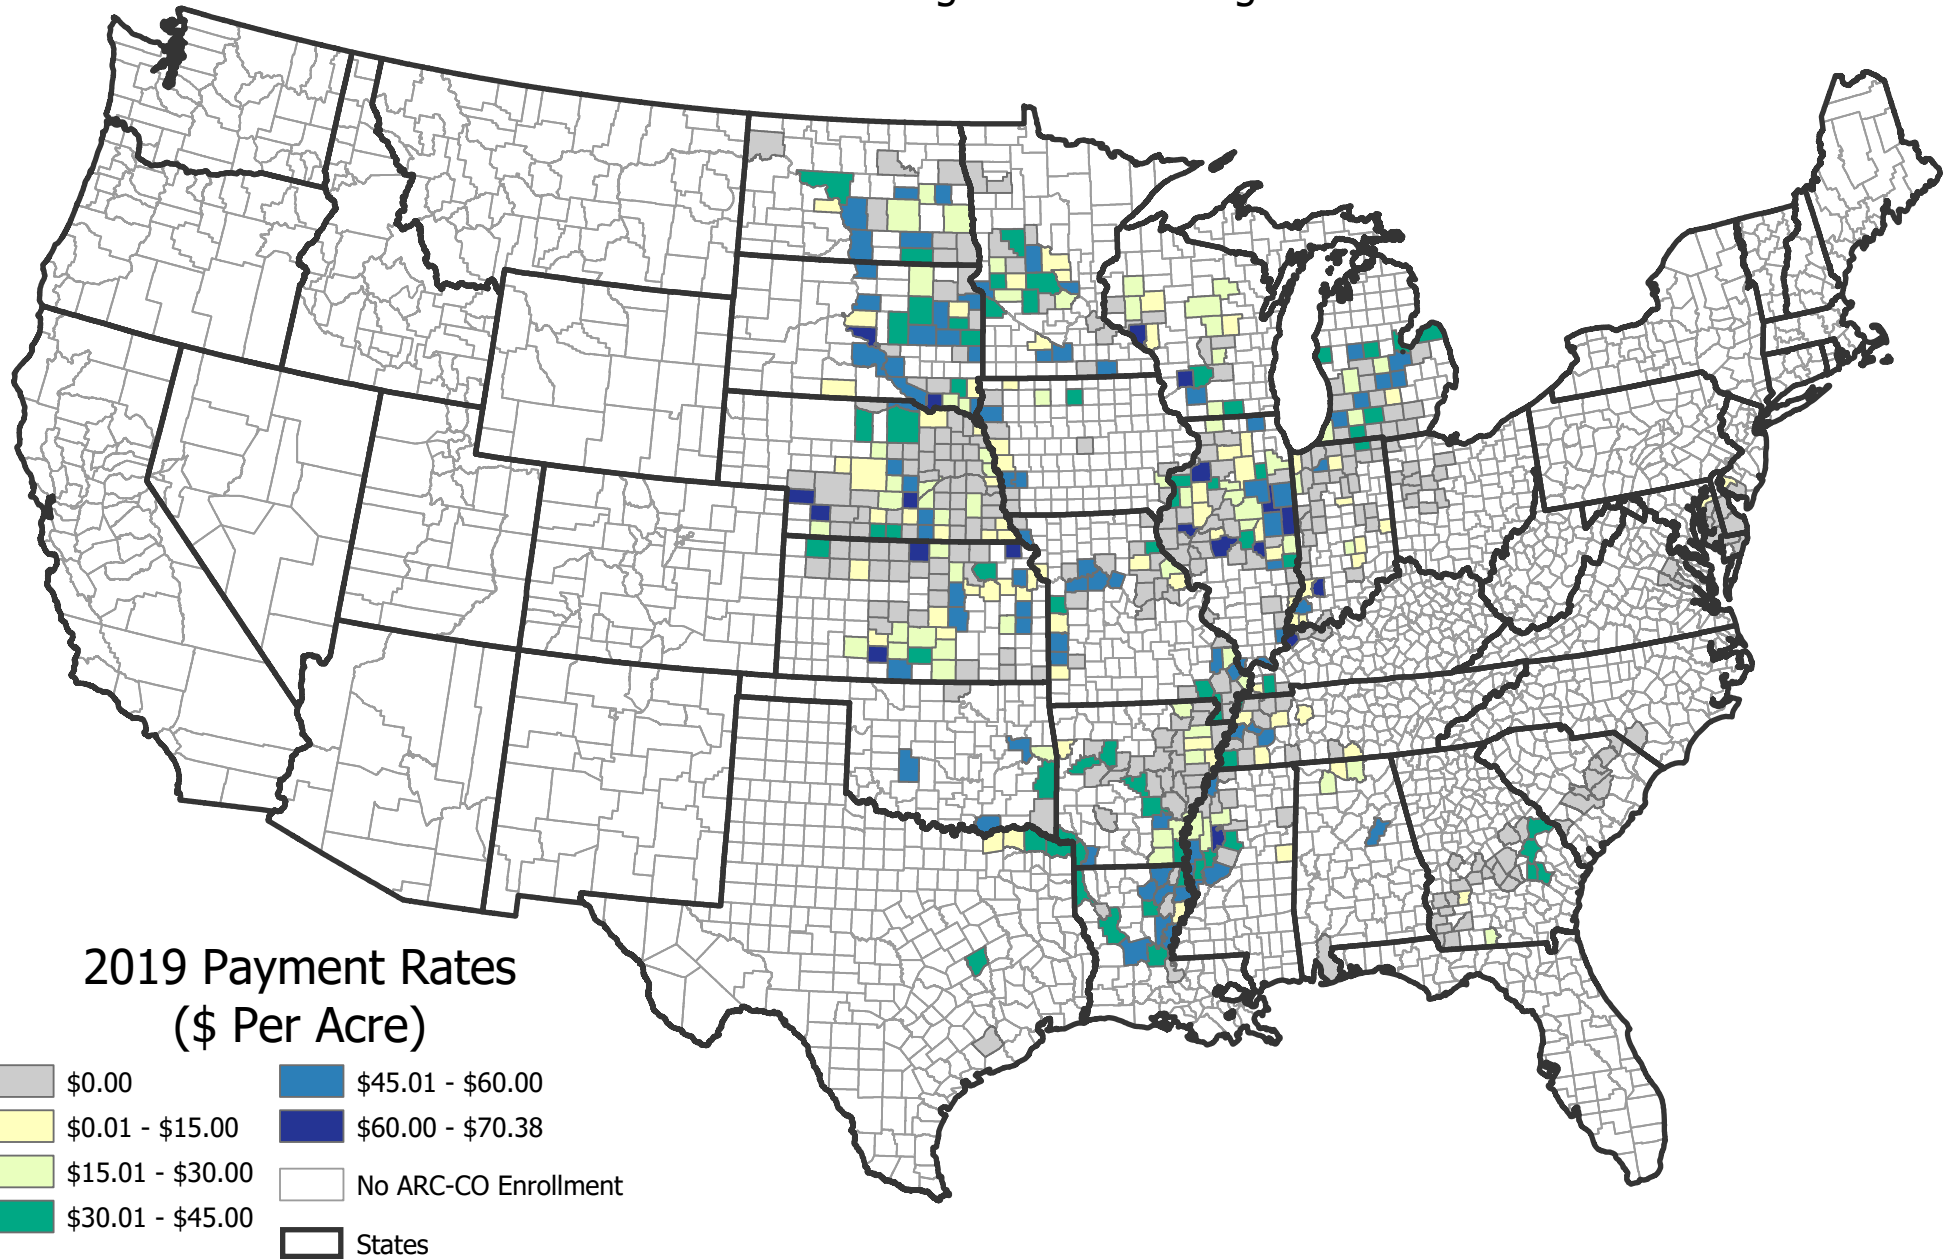 2019 Payment Rates
($ Per Acre)
$0.00
$0.01 - $15.00
$15.01 - $30.00
$30.01 - $45.00
$45.01 - $60.00
$60.00 - $70.38
No ARC-CO Enrollment
States